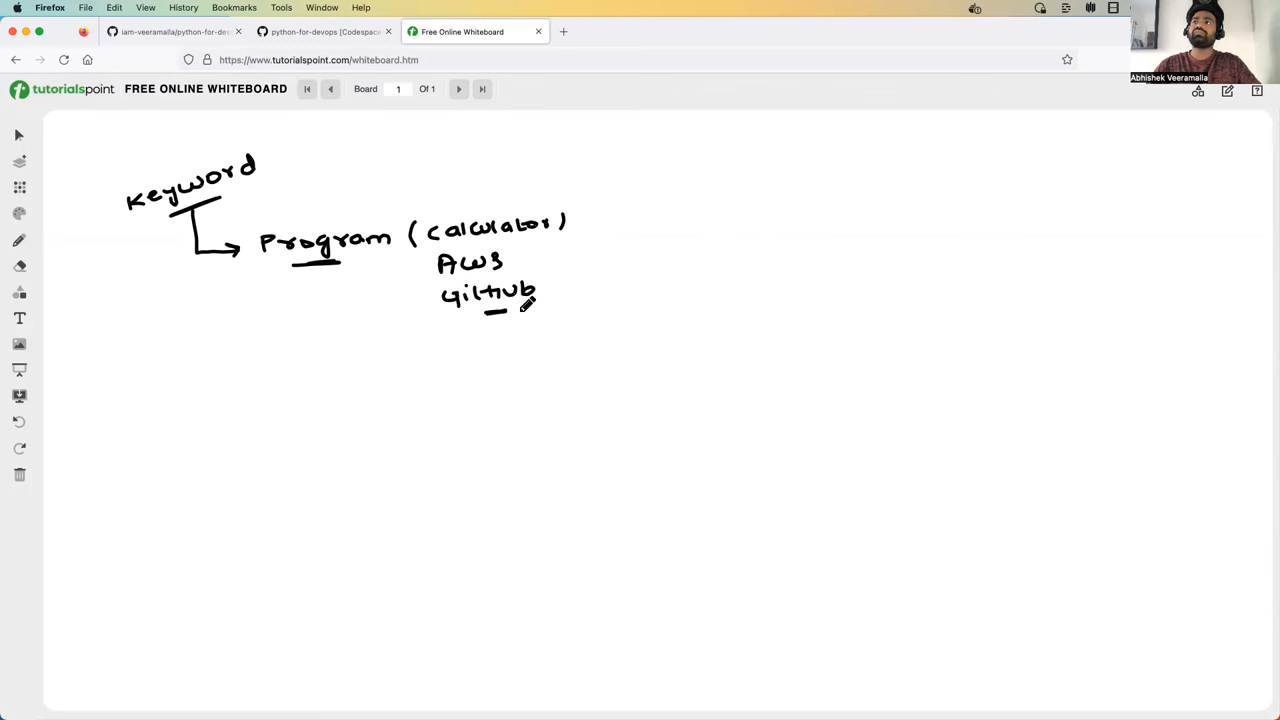 Firefox File Edit View History Bookmarks Tools Window Help
iam-veeramalla/python-for-dev
python-for-devops [Codespace
Free Online Whiteboard
https://www.tutorialspoint.com/whiteboard.htm
Abhishek Veeramalla
tutorialspoint FREE ONLINE WHITEBOARD Board 1 Of 1
Keyword
Program (Calculator)
AWS
GitHub